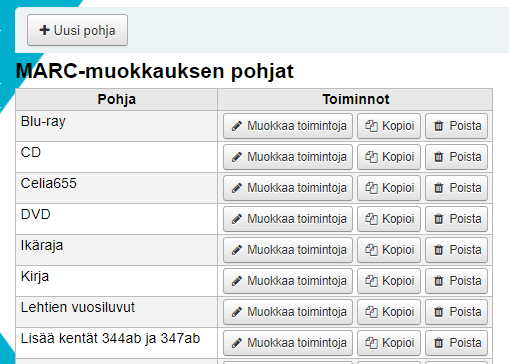 Uusi pohja
MARC-muokkauksen pohjat
Pohja Toiminnot
Blu-ray Muokkaa toimintoja Kopioi Poista
CD Muokkaa toimintoja Kopioi Poista
Celia655 Muokkaa toimintoja Kopioi Poista
DVD Muokkaa toimintoja Kopioi Poista
Ikäraja Muokkaa toimintoja Kopioi Poista
Kirja Muokkaa toimintoja Kopioi Poista
Lehtien vuosiluvut Muokkaa toimintoja Kopioi Poista
Lisää kentät 344ab ja 347ab Muokkaa toimintoja Kopioi Poista